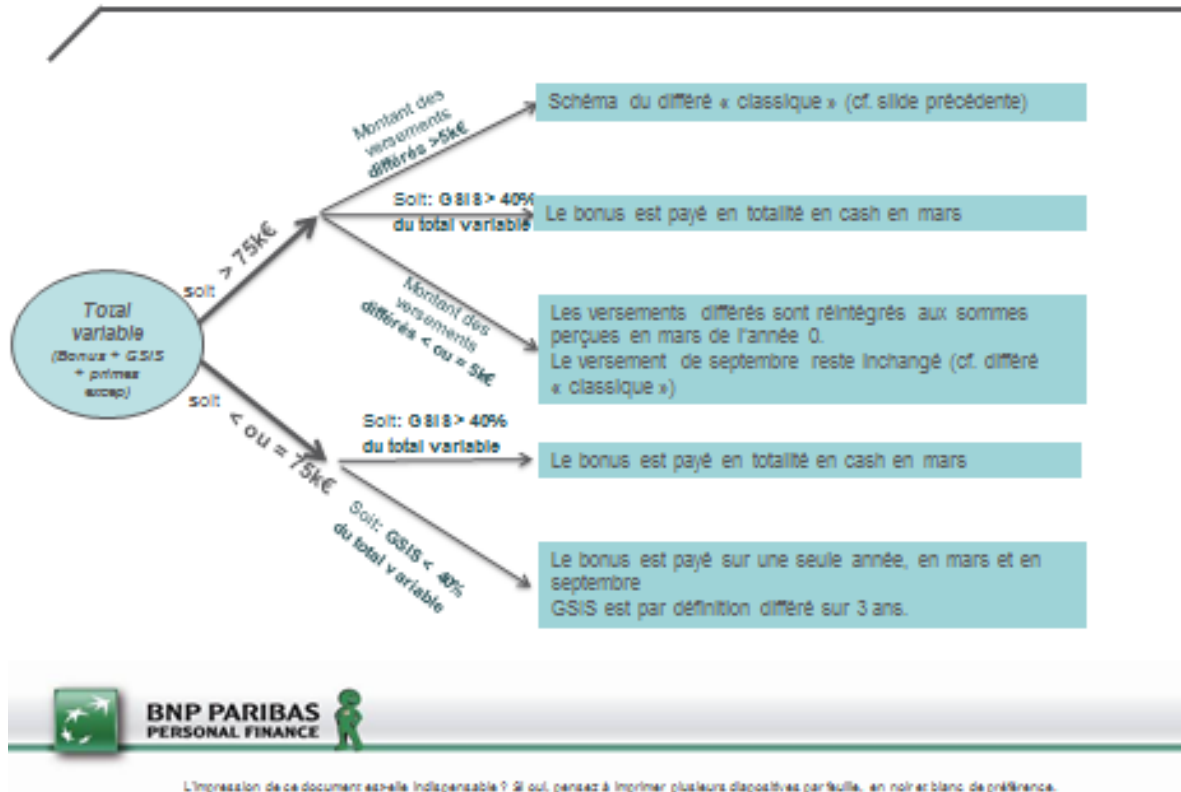 Montant des
versements
différés >5k€
Schéma du différé « classique » (cf. slide précédente)
Soit: GSIS > 40%
du total variable
Le bonus est payé en totalité en cash en mars
soit > 75k€
Montant des
versements
différés < ou = 5k€
Les versements différés sont réintégrés aux sommes
perçues en mars de l'année 0.
Le versement de septembre reste inchangé (cf. différé
« classique »)
Total
variable
(Bonus + GSIS
+ primes
excep)
soit < ou = 75k€
Soit: GSIS > 40%
du total variable
Le bonus est payé en totalité en cash en mars
Soit: GSIS < 40%
du total variable
Le bonus est payé sur une seule année, en mars et en
septembre
GSIS est par définition différé sur 3 ans.
BNP PARIBAS
PERSONAL FINANCE
L'impression de ce document est-elle indispensable ? Si oui, pensez à imprimer plusieurs diapositives par feuille, en noir et blanc de préférence.